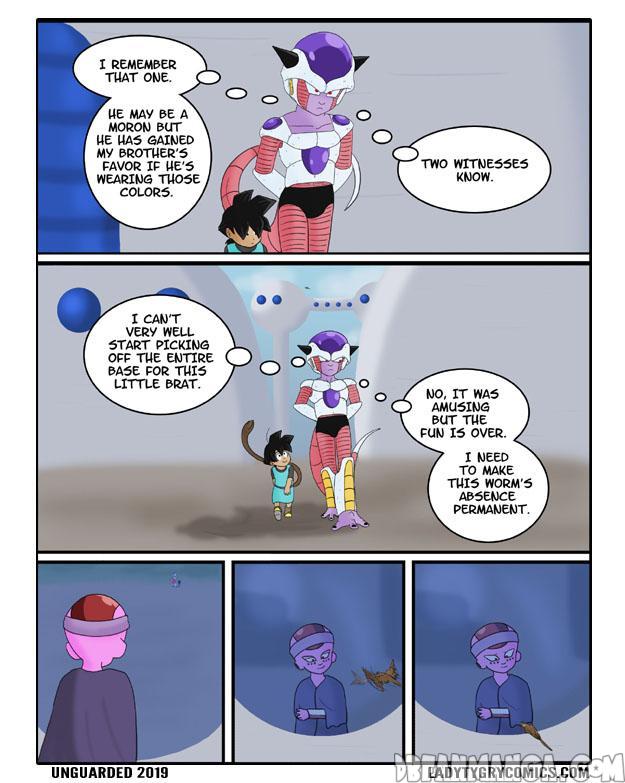 I REMEMBER
THAT ONE.
HE MAY BE A
MORON BUT
HE HAS GAINED
MY BROTHER'S
FAVOR IF HE'S
WEARING THOSE
COLORS.
TWO WITNESSES
KNOW.
I CAN'T
VERY WELL
START PICKING
OFF THE ENTIRE
BASE FOR THIS
LITTLE BRAT.
NO, IT WAS
AMUSING
BUT THE
FUN IS OVER.
I NEED
TO MAKE
THIS WORM'S
ABSENCE
PERMANENT.
UNGUARDED 2019
LADYTYGRYCOMICS.COM
DBFANMANGA.COM